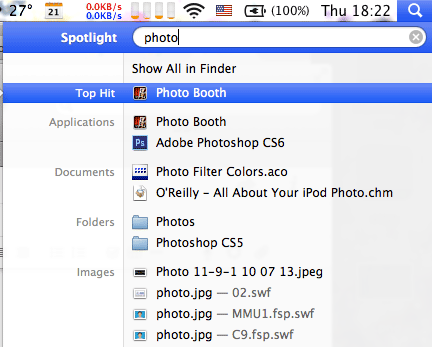 27° 21 0.0KB/s 0.0KB/s (100%) Thu 18:22
Spotlight photo
Show All in Finder
Top Hit Photo Booth
Applications Photo Booth
Ps Adobe Photoshop CS6
Documents Photo Filter Colors.aco
O'Reilly - All About Your iPod Photo.chm
Folders Photos
Photoshop CS5
Images Photo 11-9-1 10 07 13.jpeg
photo.jpg — 02.swf
photo.jpg — MMU1.fsp.swf
photo.jpg — C9.fsp.swf